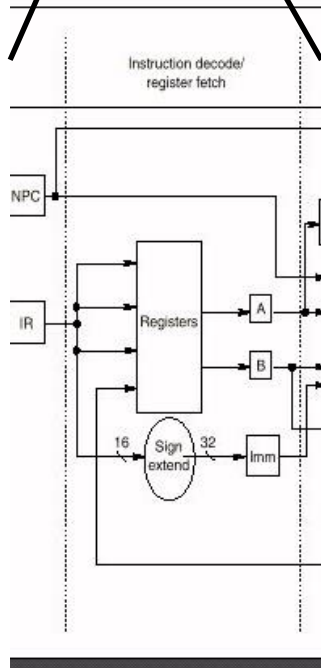 Instruction decode/
register fetch
NPC
IR
Registers
A
B
16
Sign
extend
32
Imm